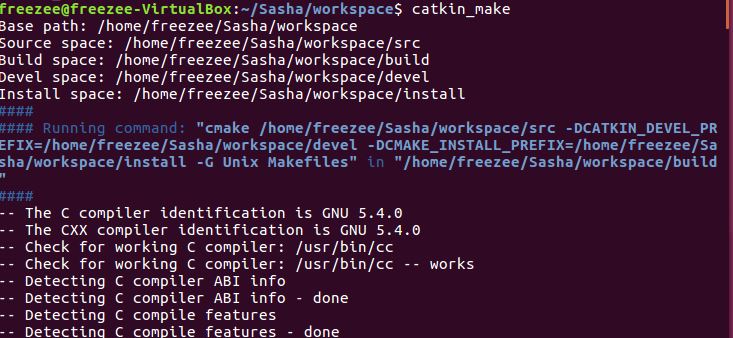 freezee@freezee-VirtualBox:~/Sasha/workspace$ catkin_make
Base path: /home/freezee/Sasha/workspace
Source space: /home/freezee/Sasha/workspace/src
Build space: /home/freezee/Sasha/workspace/build
Devel space: /home/freezee/Sasha/workspace/devel
Install space: /home/freezee/Sasha/workspace/install
####
#### Running command: "cmake /home/freezee/Sasha/workspace/src -DCATKIN_DEVEL_PR
EFIX=/home/freezee/Sasha/workspace/devel -DCMAKE_INSTALL_PREFIX=/home/freezee/Sa
sha/workspace/install -G Unix Makefiles" in "/home/freezee/Sasha/workspace/build
"
####
-- The C compiler identification is GNU 5.4.0
-- The CXX compiler identification is GNU 5.4.0
-- Check for working C compiler: /usr/bin/cc
-- Check for working C compiler: /usr/bin/cc -- works
-- Detecting C compiler ABI info
-- Detecting C compiler ABI info - done
-- Detecting C compile features
-- Detecting C compile features - done